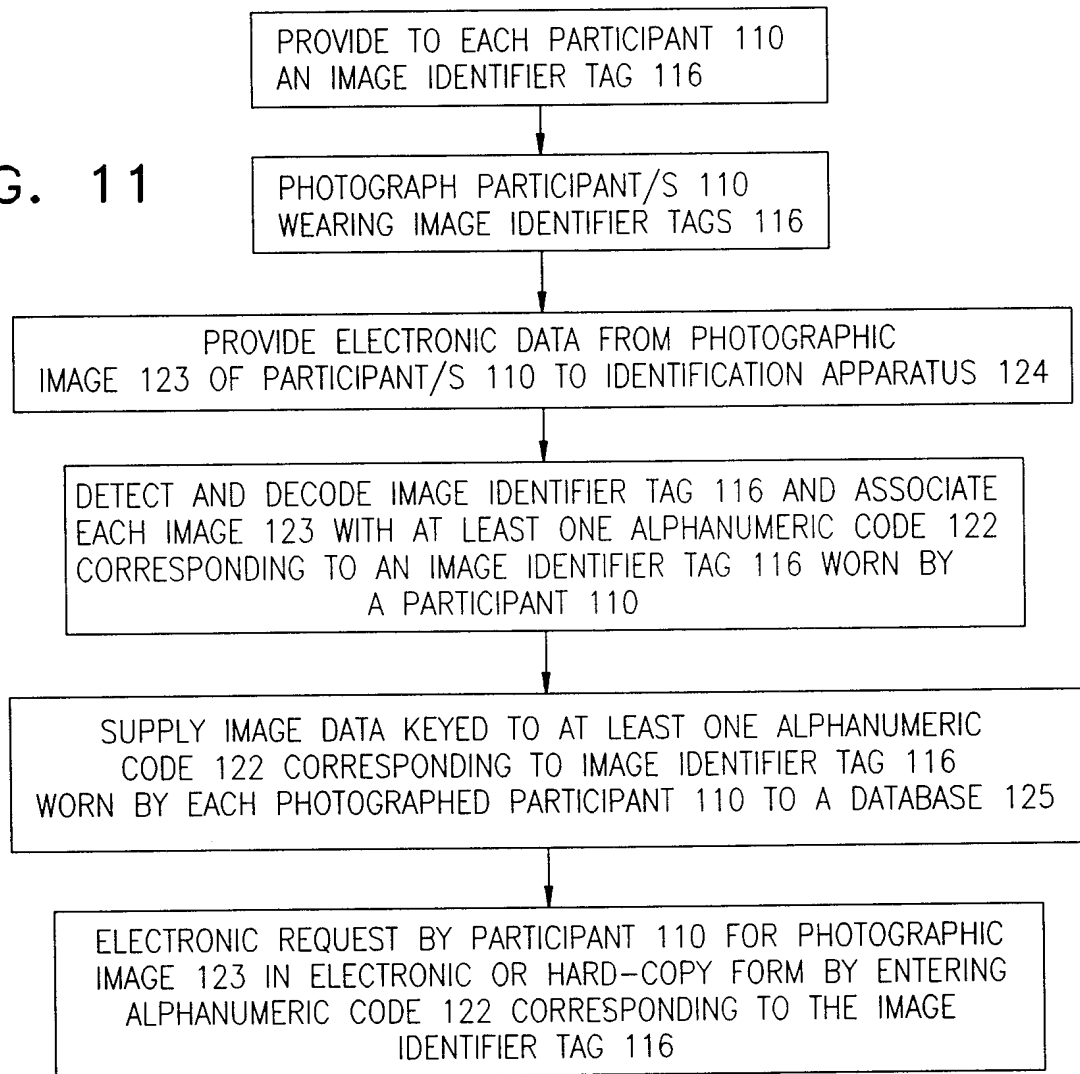 PROVIDE TO EACH PARTICIPANT 110
AN IMAGE IDENTIFIER TAG 116
G. 11
PHOTOGRAPH PARTICIPANT/S 110
WEARING IMAGE IDENTIFIER TAGS 116
PROVIDE ELECTRONIC DATA FROM PHOTOGRAPHIC
IMAGE 123 OF PARTICIPANT/S 110 TO IDENTIFICATION APPARATUS 124
DETECT AND DECODE IMAGE IDENTIFIER TAG 116 AND ASSOCIATE
EACH IMAGE 123 WITH AT LEAST ONE ALPHANUMERIC CODE 122
CORRESPONDING TO AN IMAGE IDENTIFIER TAG 116 WORN BY
A PARTICIPANT 110
SUPPLY IMAGE DATA KEYED TO AT LEAST ONE ALPHANUMERIC
CODE 122 CORRESPONDING TO IMAGE IDENTIFIER TAG 116
WORN BY EACH PHOTOGRAPHED PARTICIPANT 110 TO A DATABASE 125
ELECTRONIC REQUEST BY PARTICIPANT 110 FOR PHOTOGRAPHIC
IMAGE 123 IN ELECTRONIC OR HARD-COPY FORM BY ENTERING
ALPHANUMERIC CODE 122 CORRESPONDING TO THE IMAGE
IDENTIFIER TAG 116